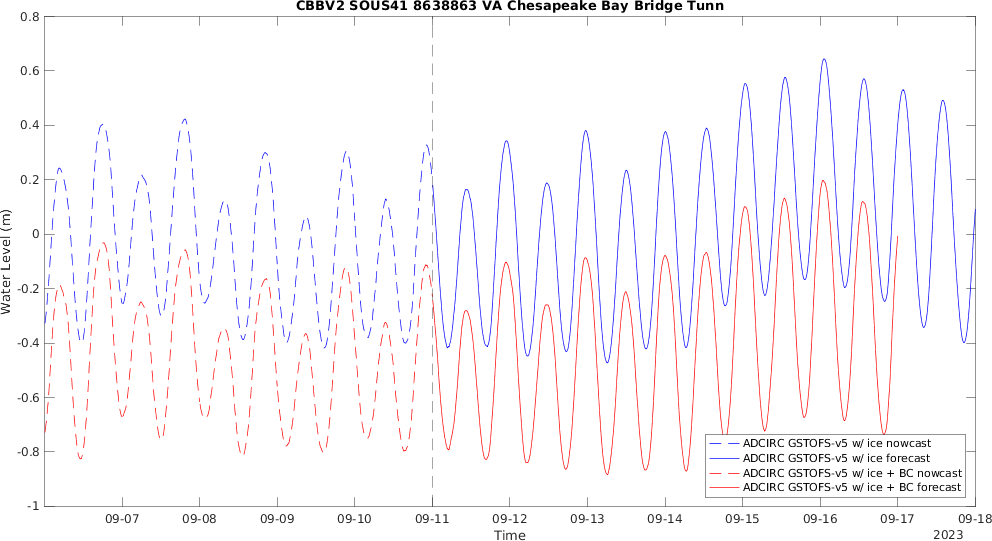 CBBV2 SOUS41 8638863 VA Chesapeake Bay Bridge Tunn
0.8
0.6
0.4
0.2
0
-0.2
-0.4
-0.6
-0.8
-1
Water Level (m)
ADCIRC GSTOFS-v5 w/ ice nowcast
ADCIRC GSTOFS-v5 w/ ice forecast
ADCIRC GSTOFS-v5 w/ ice + BC nowcast
ADCIRC GSTOFS-v5 w/ ice + BC forecast
09-07 09-08 09-09 09-10 09-11 09-12 09-13 09-14 09-15 09-16 09-17 09-18
Time
2023